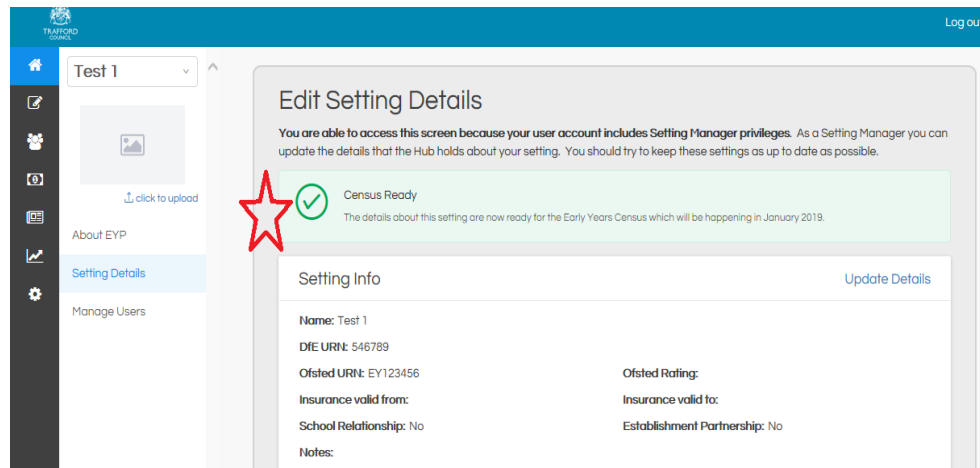 TRAFFORD
COUNCIL
Log ou
Test 1
click to upload
About EYP
Setting Details
Manage Users
Edit Setting Details
You are able to access this screen because your user account includes Setting Manager privileges. As a Setting Manager you can
update the details that the Hub holds about your setting. You should try to keep these settings as up to date as possible.
Census Ready
The details about this setting are now ready for the Early Years Census which will be happening in January 2019.
Setting Info
Update Details
Name: Test 1
DfE URN: 546789
Ofsted URN: EY123456
Ofsted Rating:
Insurance valid from:
Insurance valid to:
School Relationship: No
Establishment Partnership: No
Notes: